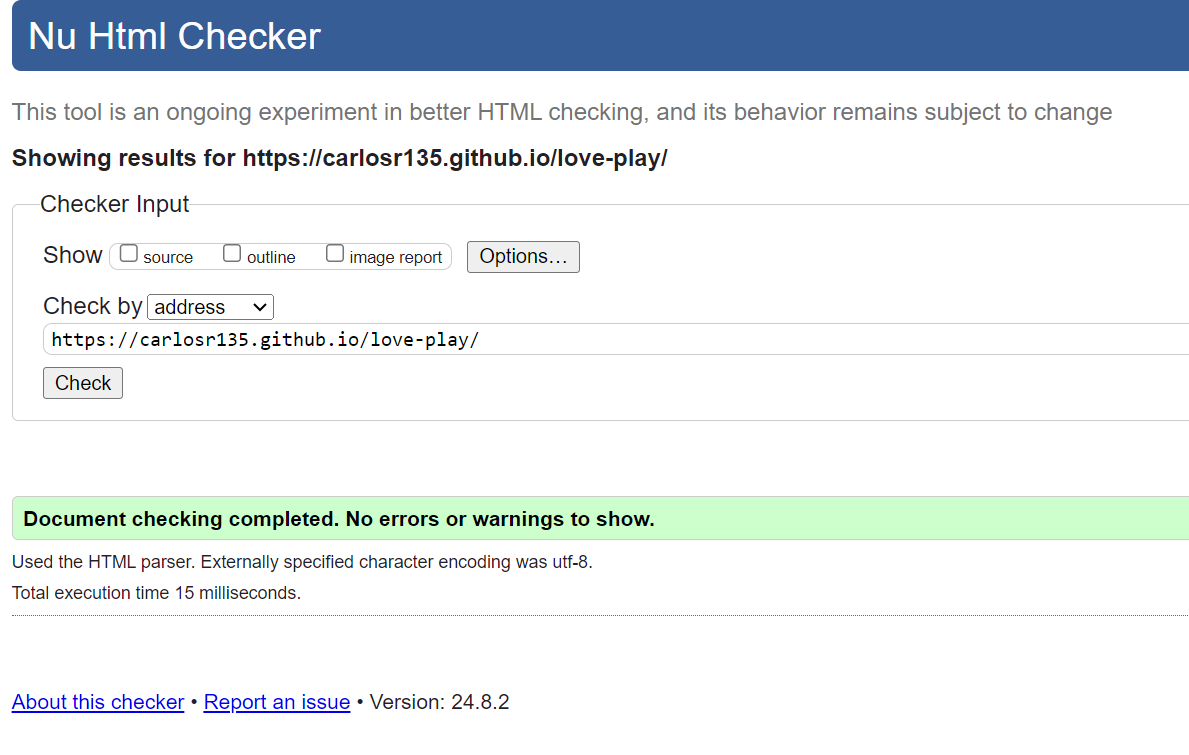 Nu Html Checker
This tool is an ongoing experiment in better HTML checking, and its behavior remains subject to change
Showing results for https://carlosr135.github.io/love-play/
Checker Input
Show source outline image report Options...
Check by address
https://carlosr135.github.io/love-play/
Check
Document checking completed. No errors or warnings to show.
Used the HTML parser. Externally specified character encoding was utf-8.
Total execution time 15 milliseconds.
About this checker • Report an issue • Version: 24.8.2